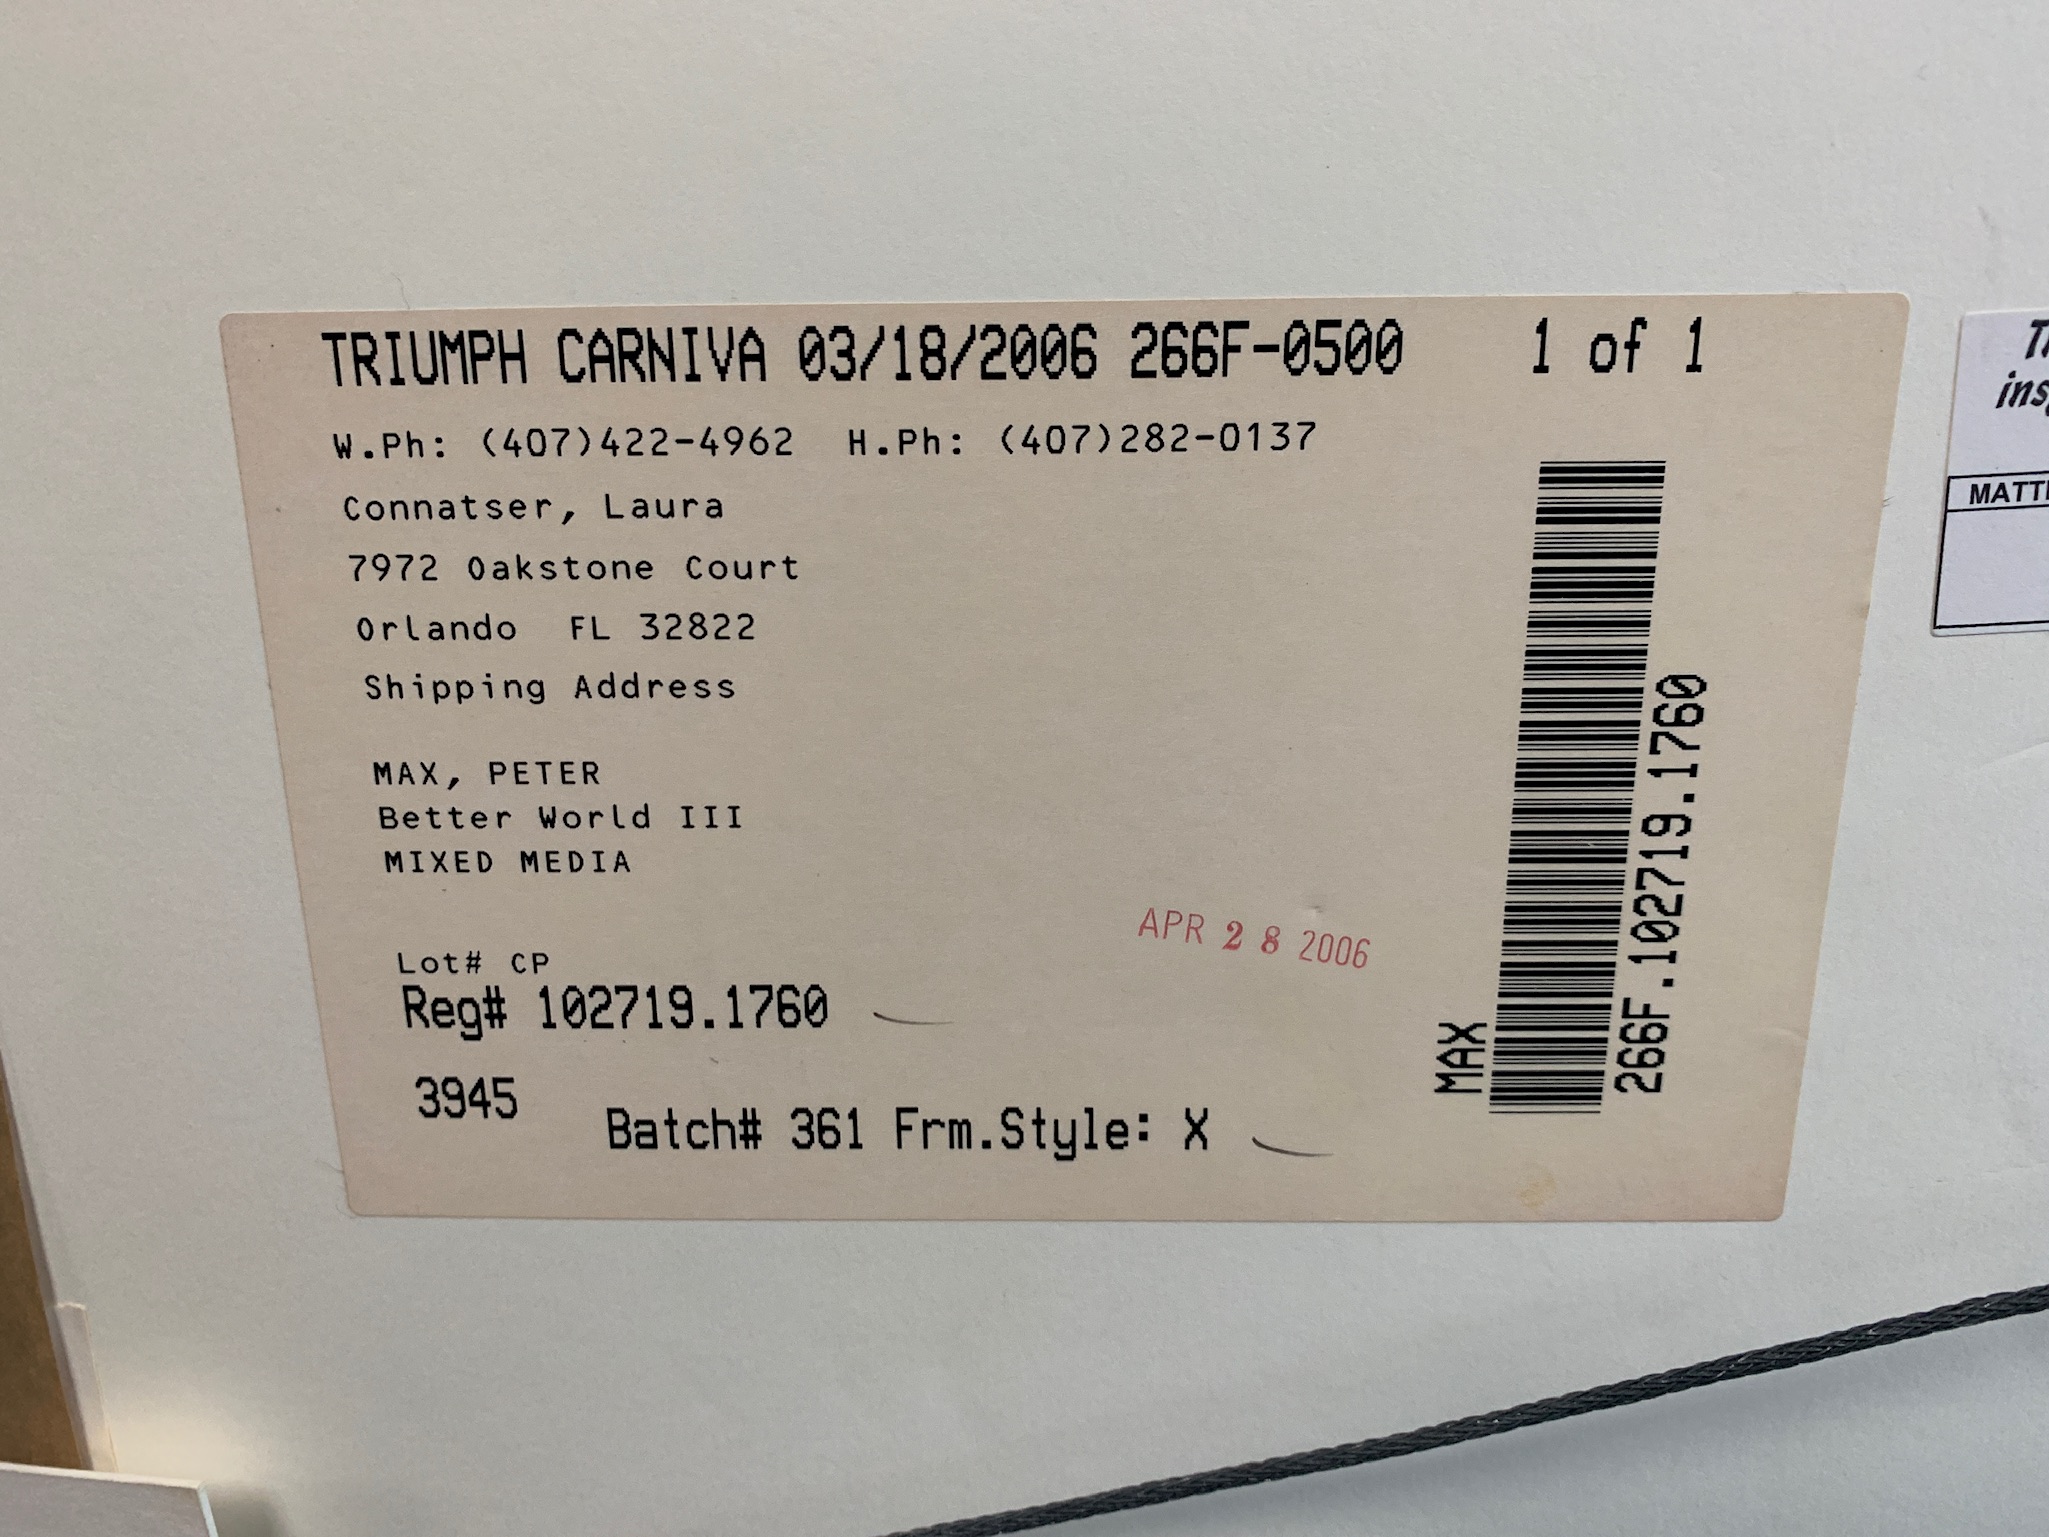 TRIUMPH CARNIVA 03/18/2006 266F-0500 1 of 1
W.Ph: (407)422-4962 H.Ph: (407)282-0137
Connatser, Laura
7972 Oakstone Court
Orlando FL 32822
Shipping Address
MAX, PETER
Better World III
MIXED MEDIA
Lot# CP
Reg# 102719.1760
3945
Batch# 361 Frm.Style: X
APR 28 2006
MAX
266F.102719.1760